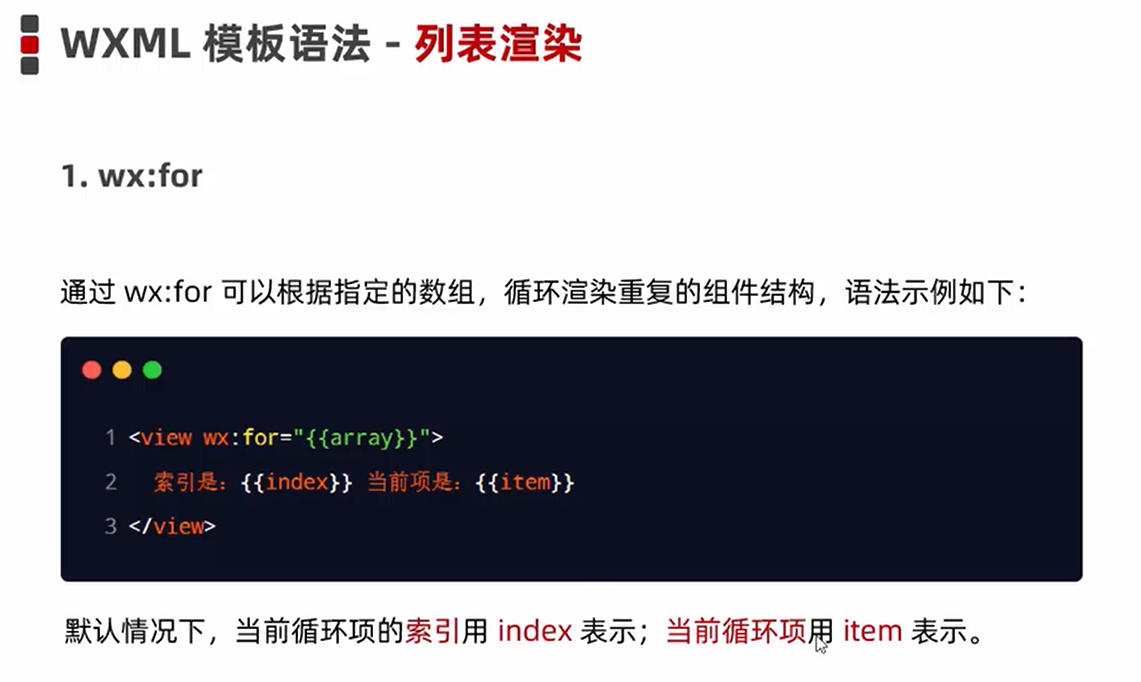 WXML 模板语法 - 列表渲染
1. wx:for
通过 wx:for 可以根据指定的数组，循环渲染重复的组件结构，语法示例如下：
1 <view wx:for="{{array}}">
2 索引是：{{index}} 当前项是：{{item}}
3 </view>
默认情况下，当前循环项的索引用 index 表示；当前循环项用 item 表示。